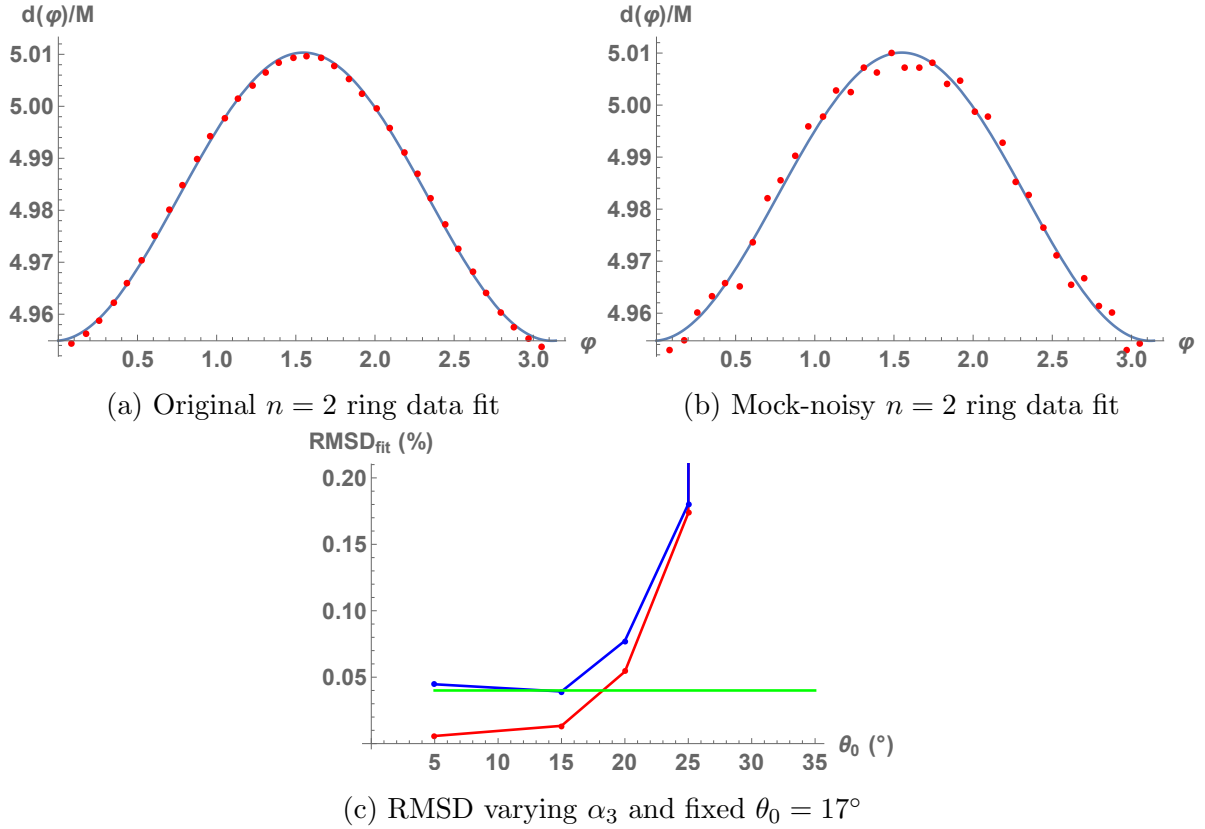 d(φ)/M
5.01
5.00
4.99
4.98
4.97
4.96
0.5 1.0 1.5 2.0 2.5 3.0 φ
(a) Original n = 2 ring data fit
d(φ)/M
5.01
5.00
4.99
4.98
4.97
4.96
0.5 1.0 1.5 2.0 2.5 3.0 φ
(b) Mock-noisy n = 2 ring data fit
RMSD_fit (%)
0.20
0.15
0.10
0.05
5 10 15 20 25 30 35 θ₀ (°)
(c) RMSD varying α₃ and fixed θ₀ = 17°